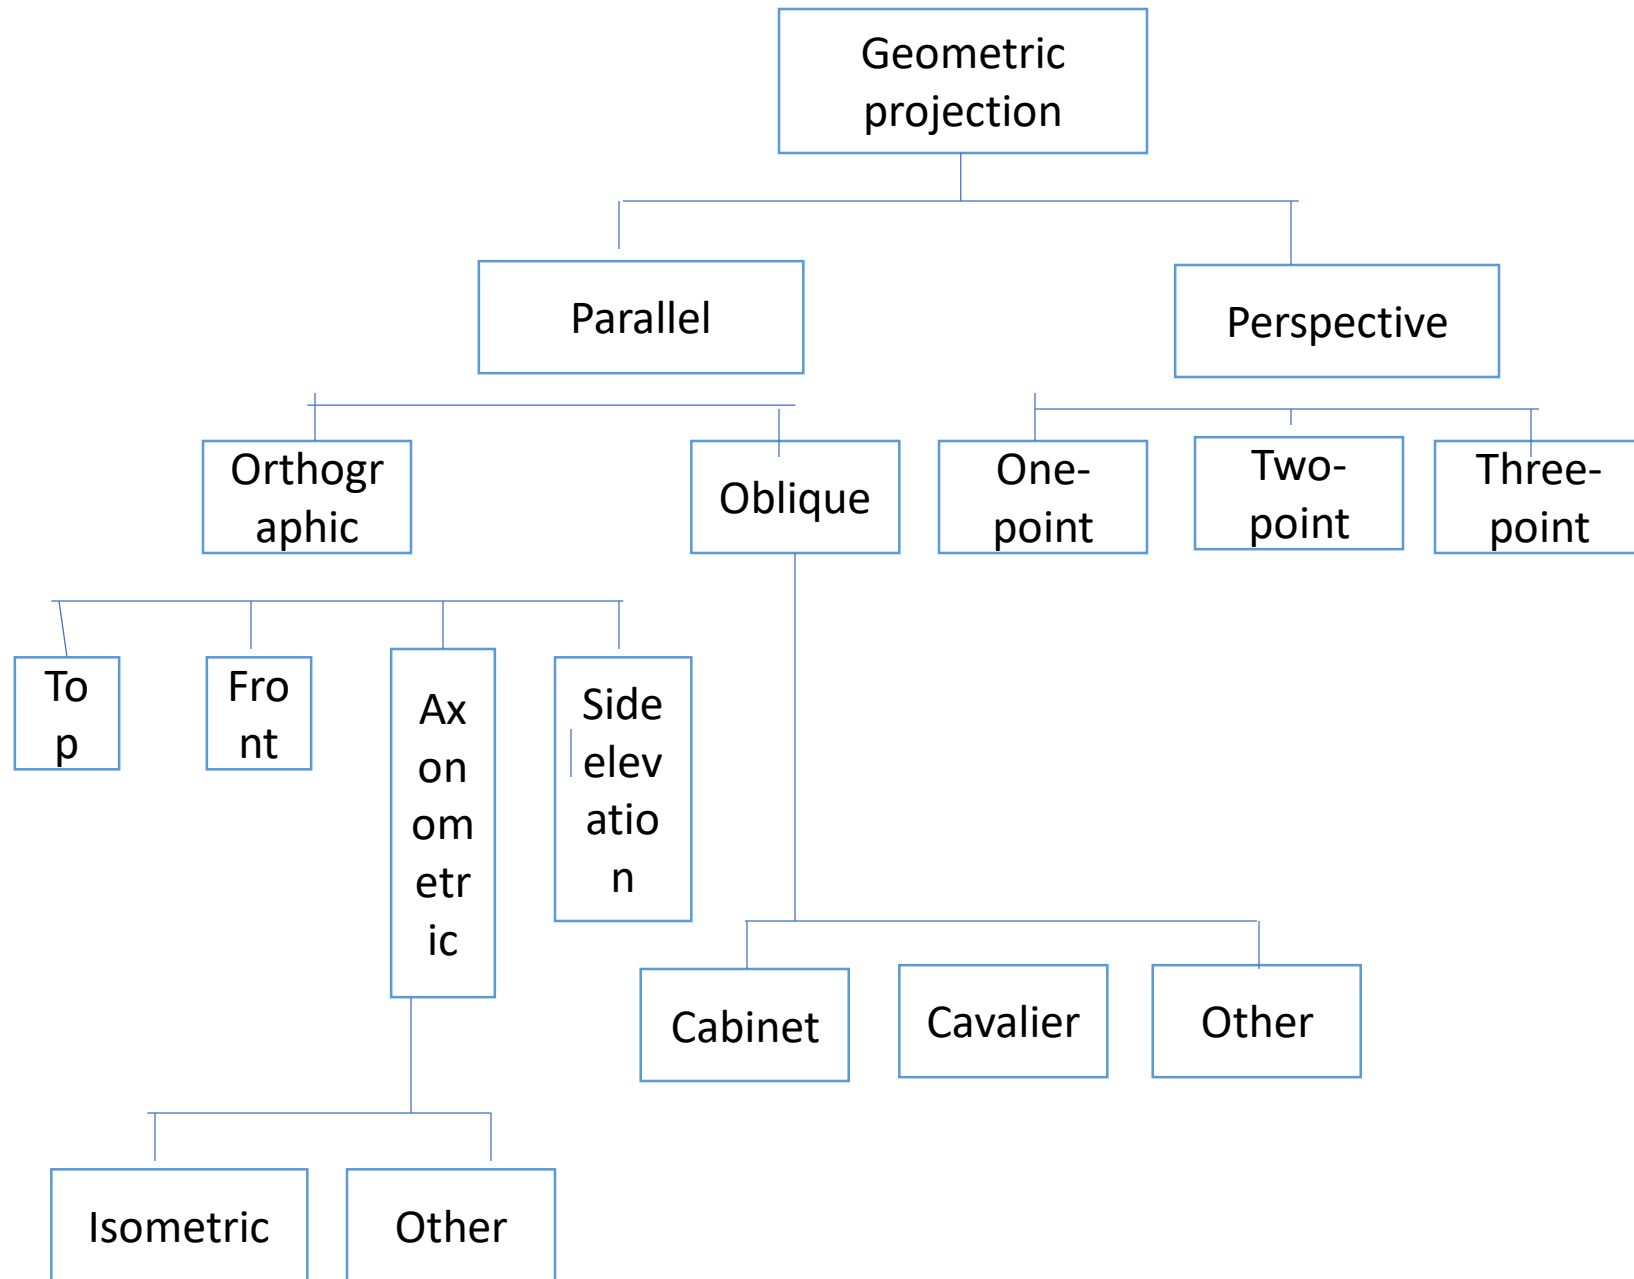 Geometric
projection
Parallel
Perspective
Orthogr
aphic
Oblique
One-
point
Two-
point
Three-
point
To
p
Fro
nt
Ax
on
om
etr
ic
Side
elev
atio
n
Cabinet
Cavalier
Other
Isometric
Other